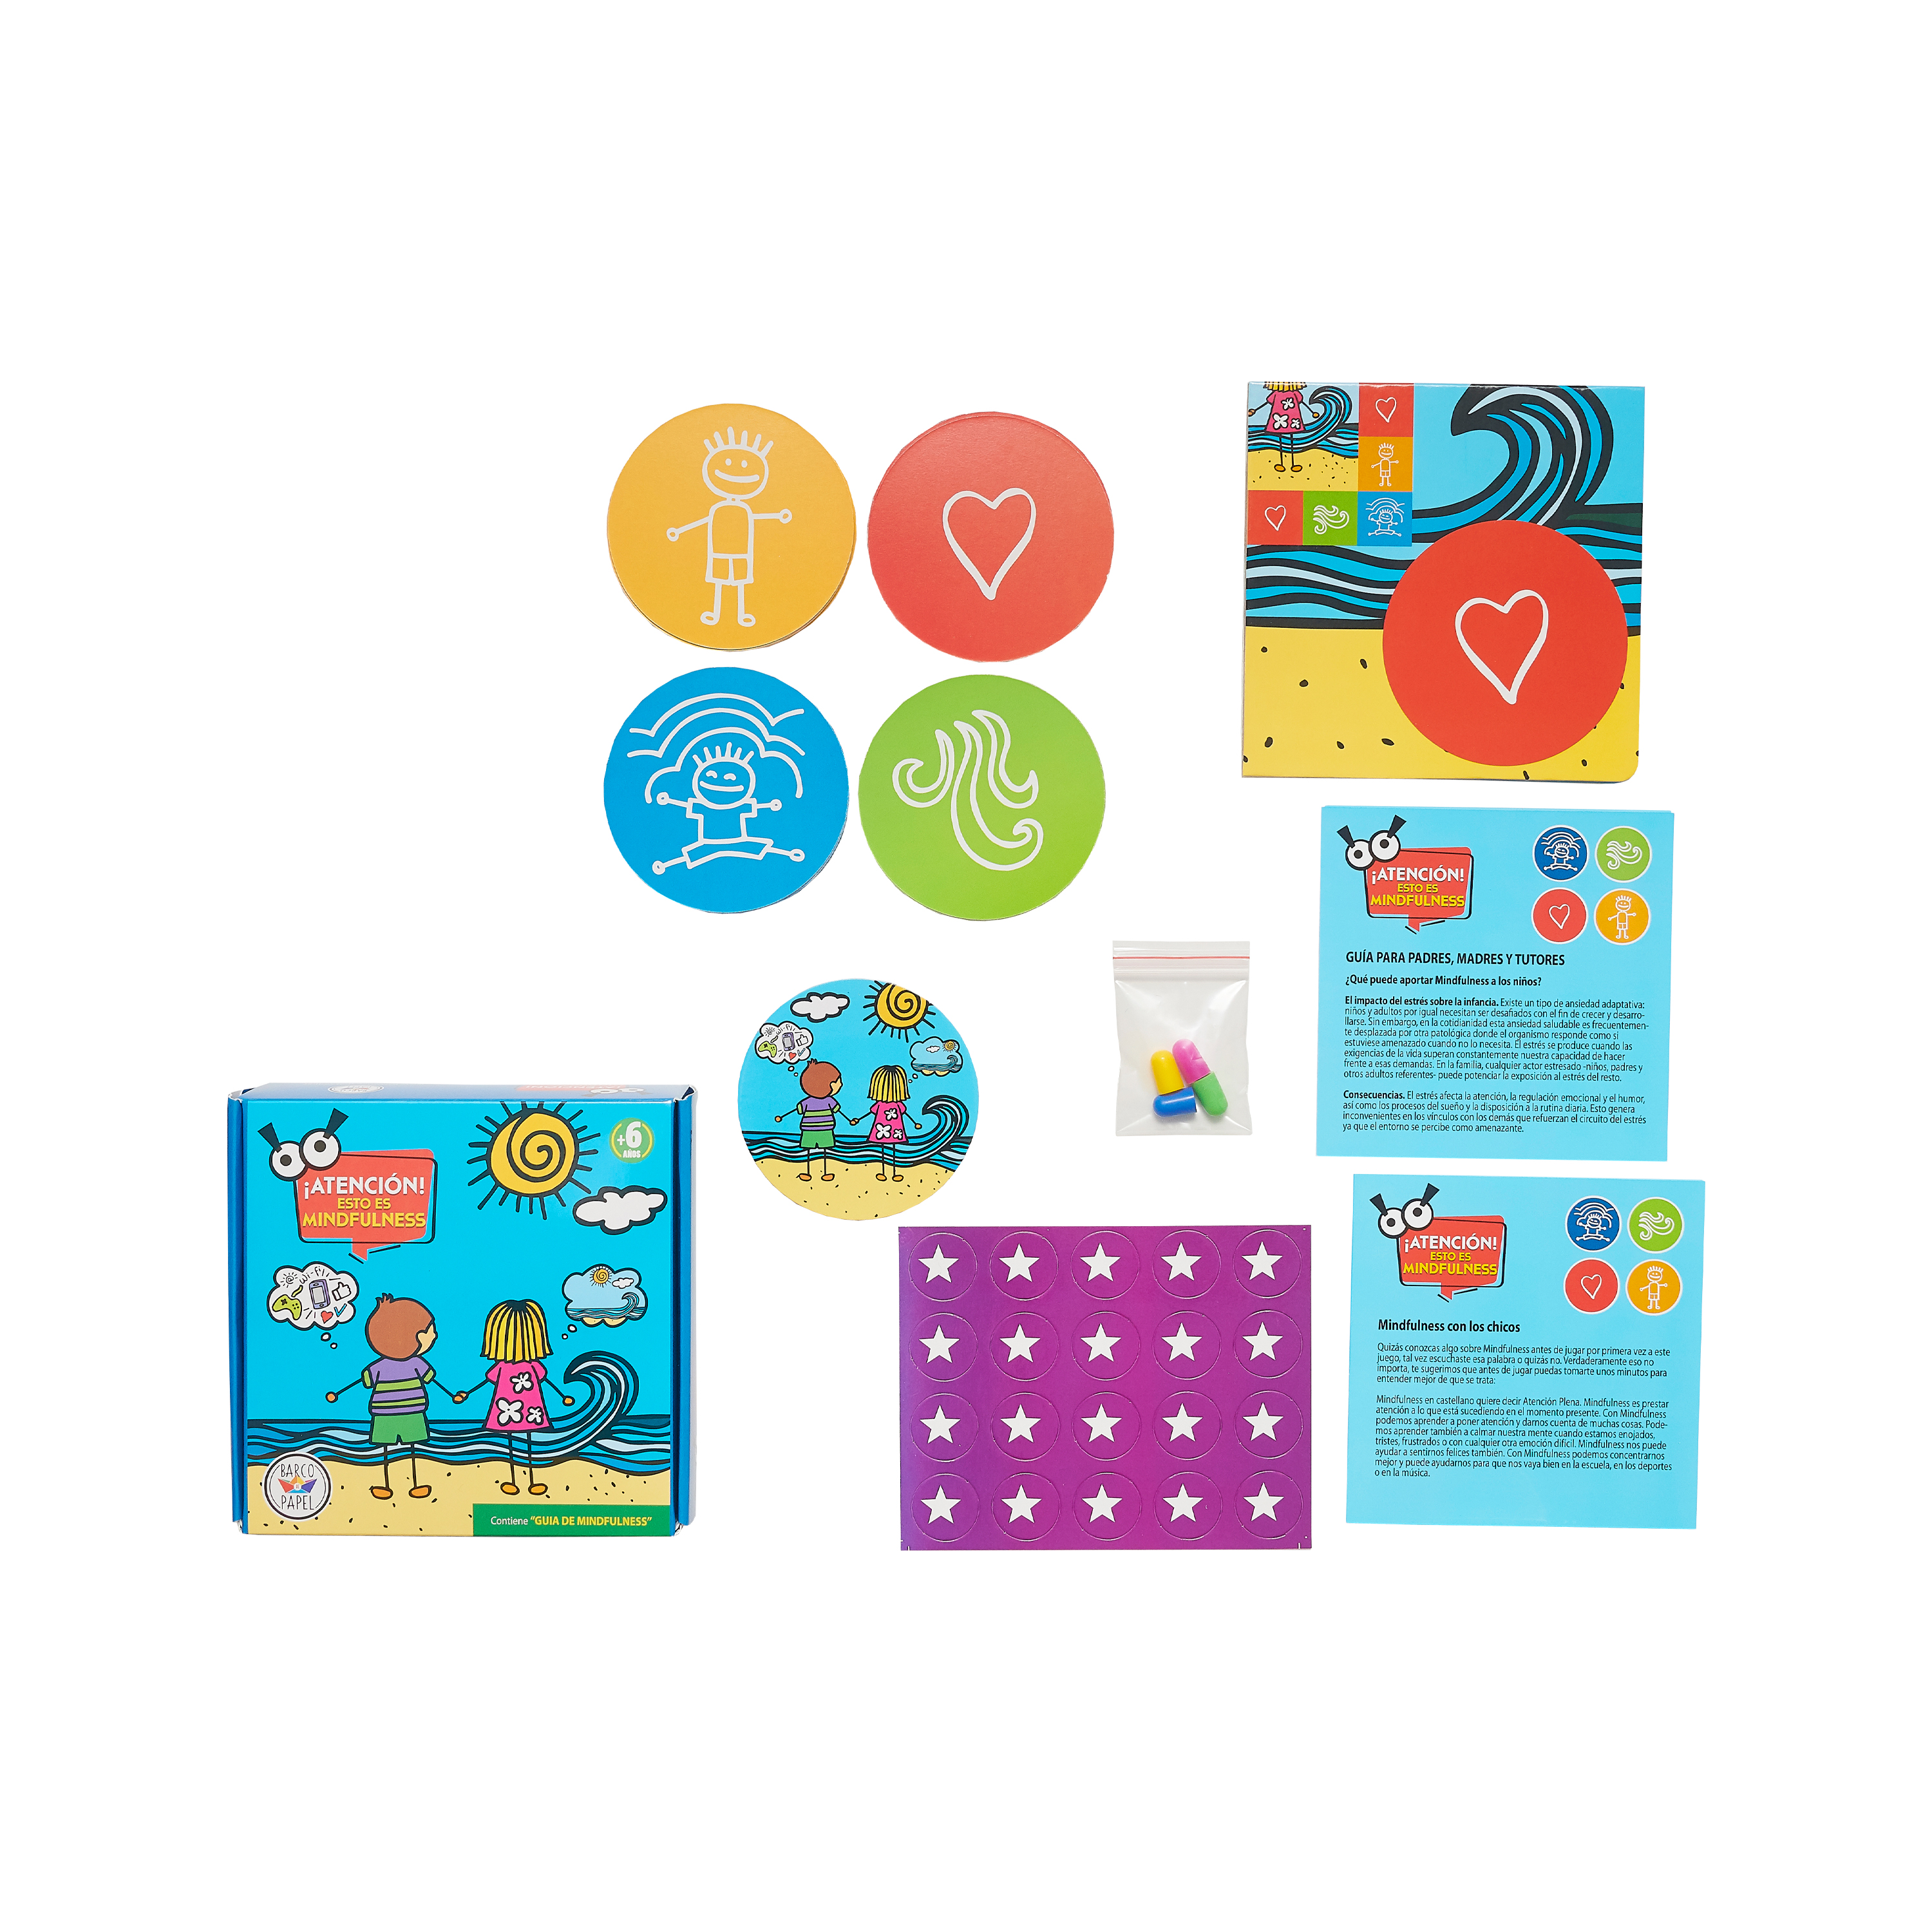 ¡ATENCIÓN!
ESTO ES
MINDFULNESS
+6
AÑOS
wi-fi
BARCO
PAPEL
Contiene "GUIA DE MINDFULNESS"
wi-fi
¡ATENCIÓN!
ESTO ES
MINDFULNESS
GUÍA PARA PADRES, MADRES Y TUTORES
¿Qué puede aportar Mindfulness a los niños?
El impacto del estrés sobre la infancia. Existe un tipo de ansiedad adaptativa:
niños y adultos por igual necesitan ser desafiados con el fin de crecer y desarro-
llarse. Sin embargo, en la cotidianidad esta ansiedad saludable es frecuentemen-
te desplazada por otra patológica donde el organismo responde como si
estuviese amenazado cuando no lo necesita. El estrés se produce cuando las
exigencias de la vida superan constantemente nuestra capacidad de hacer
frente a esas demandas. En la familia, cualquier actor estresado -niños, padres y
otros adultos referentes- puede potenciar la exposición al estrés del resto.
Consecuencias. El estrés afecta la atención, la regulación emocional y el humor,
así como los procesos del sueño y la disposición a la rutina diaria. Esto genera
inconvenientes en los vínculos con los demás que refuerzan el circuito del estrés
ya que el entorno se percibe como amenazante.
¡ATENCIÓN!
ESTO ES
MINDFULNESS
Mindfulness con los chicos
Quizás conozcas algo sobre Mindfulness antes de jugar por primera vez a este
juego, tal vez escuchaste esa palabra o quizás no. Verdaderamente eso no
importa, te sugerimos que antes de jugar puedas tomarte unos minutos para
entender mejor de que se trata:
Mindfulness en castellano quiere decir Atención Plena. Mindfulness es prestar
atención a lo que está sucediendo en el momento presente. Con Mindfulness
podemos aprender a poner atención y darnos cuenta de muchas cosas. Pode-
mos aprender también a calmar nuestra mente cuando estamos enojados,
tristes, frustrados o con cualquier otra emoción difícil. Mindfulness nos puede
ayudar a sentirnos felices también. Con Mindfulness podemos concentrarnos
mejor y puede ayudarnos para que nos vaya bien en la escuela, en los deportes
o en la música.